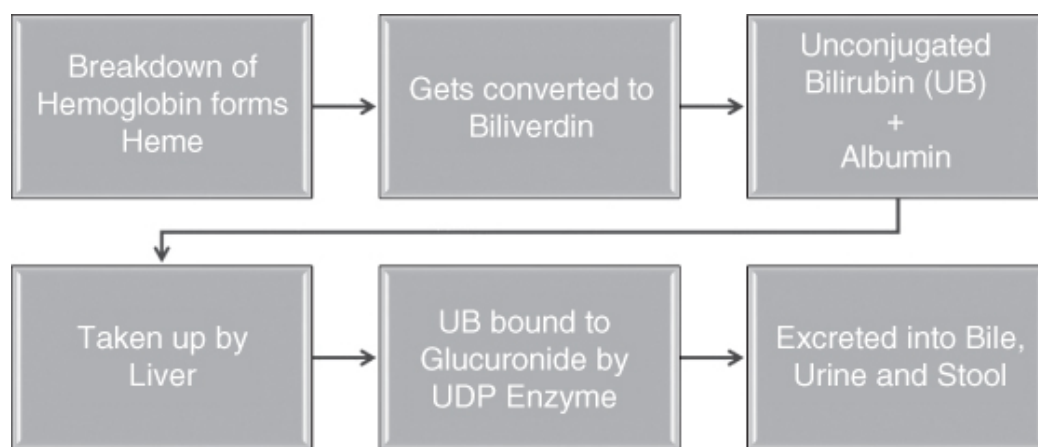 Breakdown of
Hemoglobin forms
Heme
Gets converted to
Biliverdin
Unconjugated
Bilirubin (UB)
+
Albumin
Taken up by
Liver
UB bound to
Glucuronide by
UDP Enzyme
Excreted into Bile,
Urine and Stool